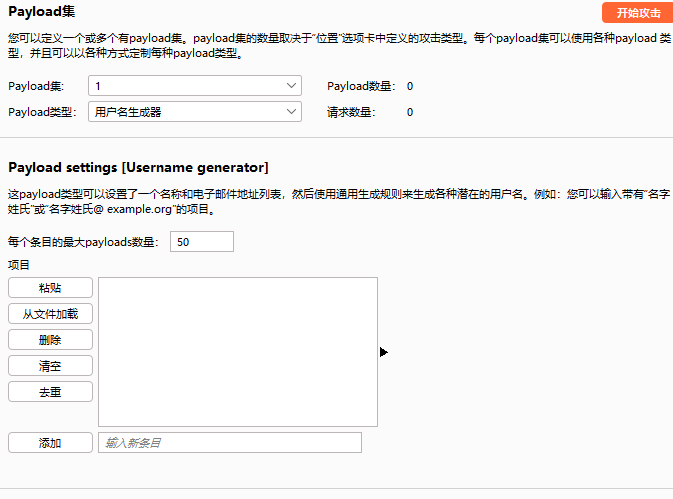 Payload集
开始攻击
您可以定义一个或多个有payload集。payload集的数量取决于“位置”选项卡中定义的攻击类型。每个payload集可以使用各种payload 类
型，并且可以以各种方式定制每种payload类型。
Payload集: 1 Payload数量: 0
Payload类型: 用户名生成器 请求数量: 0
Payload settings [Username generator]
这payload类型可以设置了一个名称和电子邮件地址列表，然后使用通用生成规则来生成各种潜在的用户名。例如：您可以输入带有“名字
姓氏”或“名字姓氏@ example.org”的项目。
每个条目的最大payloads数量: 50
项目
粘贴
从文件加载
删除
清空
去重
添加 输入新条目